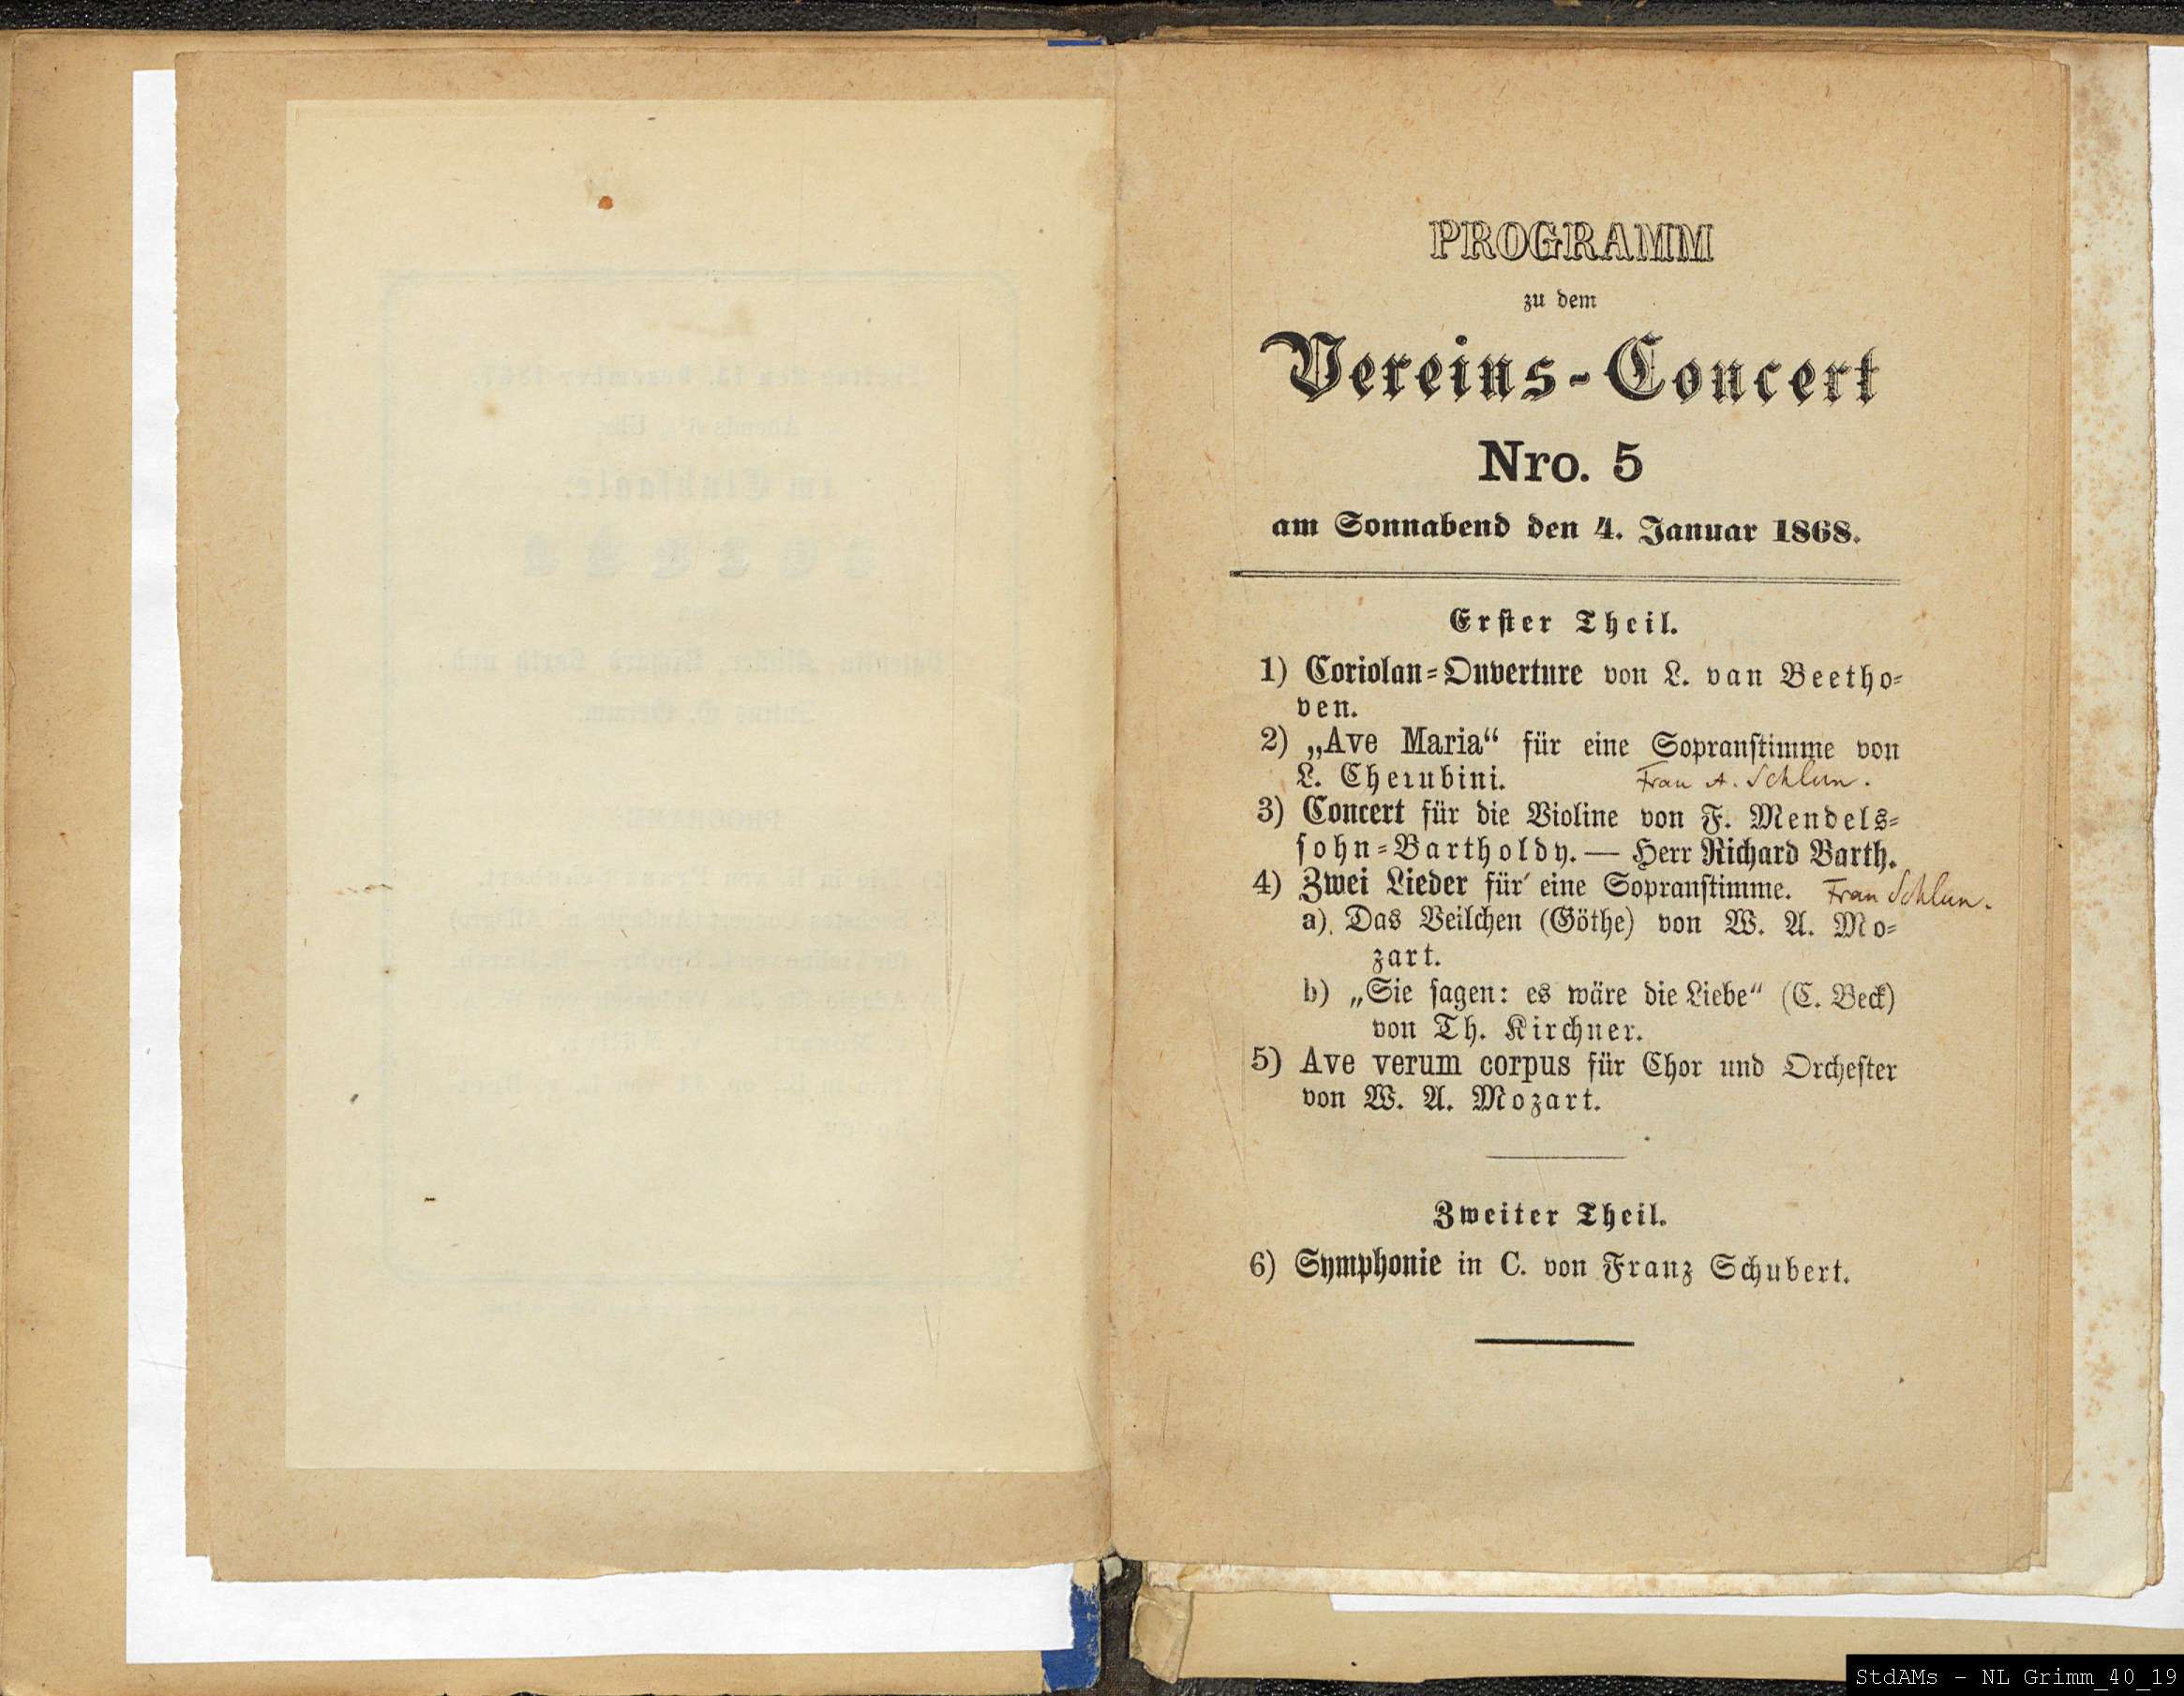 PROGRAMM
zu dem
Vereins-Concert
Nro. 5
am Sonnabend den 4. Januar 1868.
Erster Theil.
1) Coriolan-Ouverture von L. van Beetho-
ven.
2) „Ave Maria“ für eine Sopranstimme von
L. Cherubini. Frau A. Schlun.
3) Concert für die Violine von F. Mendels-
sohn-Bartholdy. — Herr Richard Barth.
4) Zwei Lieder für eine Sopranstimme. Frau Schlun.
a) Das Veilchen (Göthe) von W. A. Mo-
zart.
b) „Sie sagen: es wäre die Liebe“ (C. Beck)
von Th. Kirchner.
5) Ave verum corpus für Chor und Orchester
von W. A. Mozart.
Zweiter Theil.
6) Symphonie in C. von Franz Schubert.
StdAMs - NL Grimm_40_19